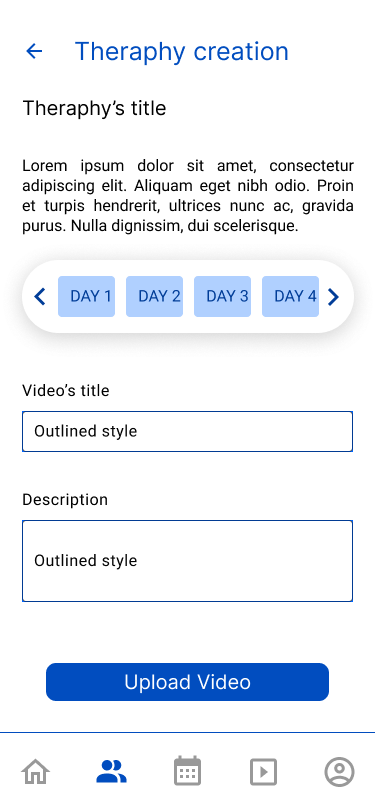 Theraphy creation
Theraphy's title
Lorem ipsum dolor sit amet, consectetur
adipiscing elit. Aliquam eget nibh odio. Proin
et turpis hendrerit, ultrices nunc ac, gravida
purus. Nulla dignissim, dui scelerisque.
DAY 1 DAY 2 DAY 3 DAY 4
Video's title
Outlined style
Description
Outlined style
Upload Video